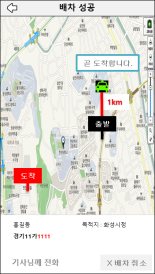 배차 성공
곧 도착합니다.
1km
출발
도착
홍길동
목적지 : 화성시청
경기11가1111
기사님께 전화
X 배차 취소